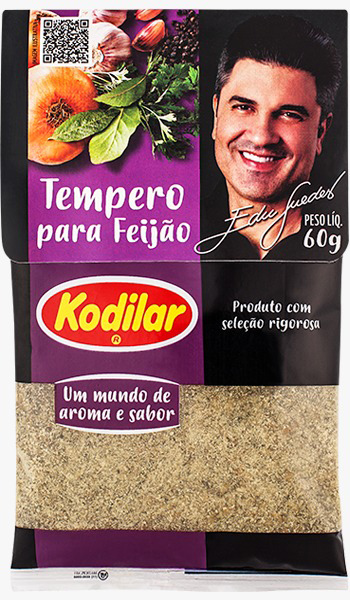 Tempero
para Feijão
Edu Guedes
PESO LÍQ.
60g
Kodilar
®
Produto com
seleção rigorosa
Um mundo de
aroma e sabor